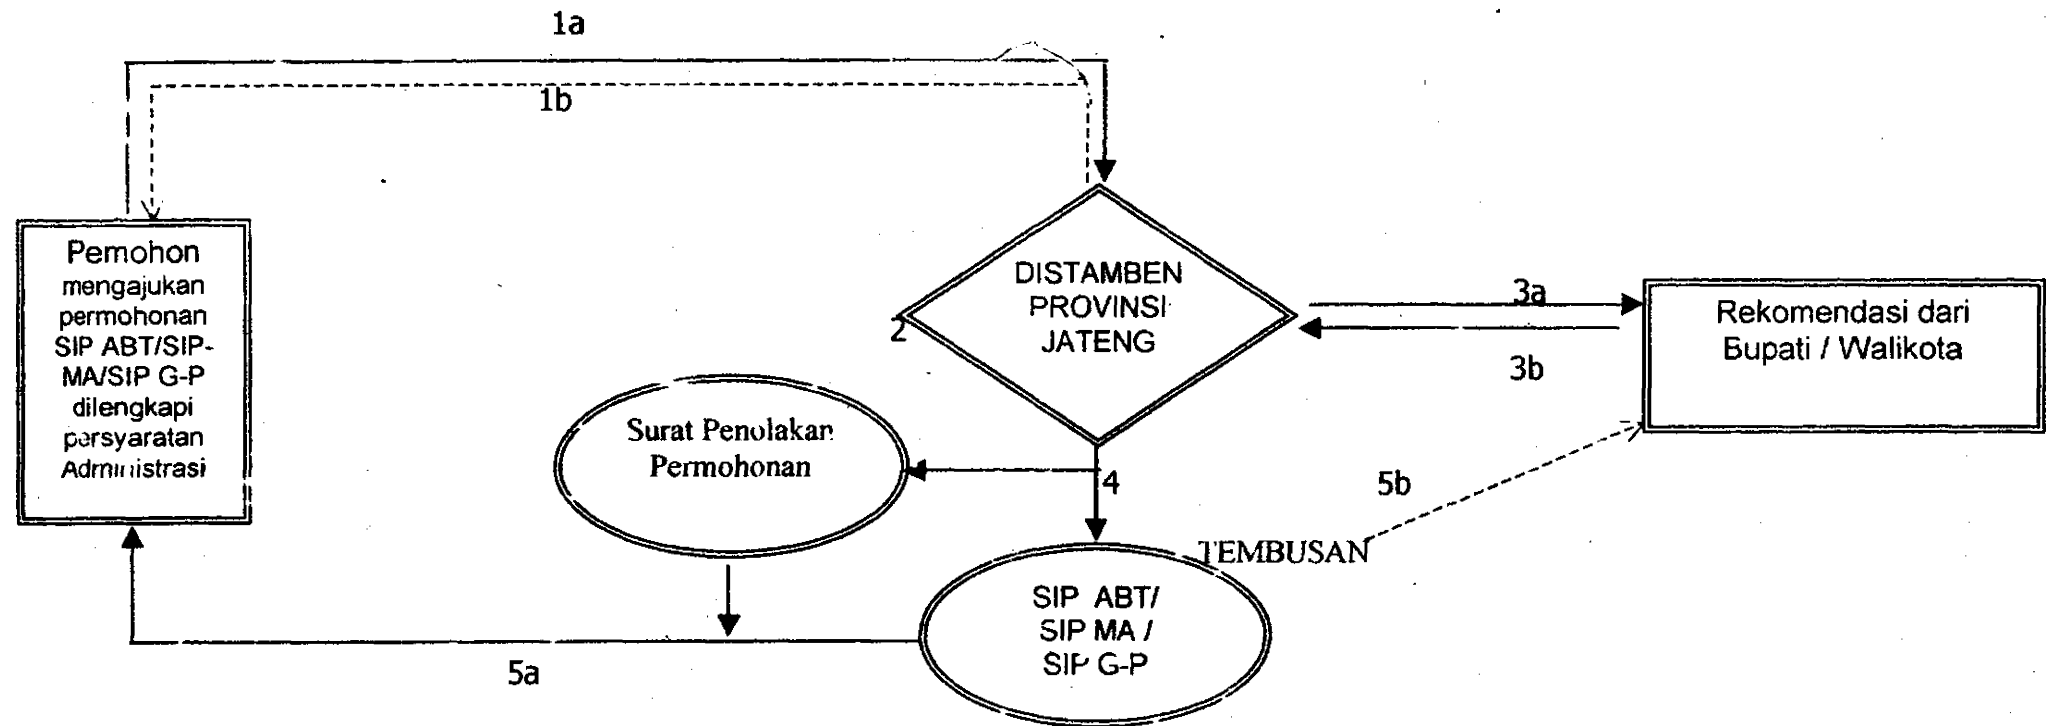 1a
1b
Pemohon
mengajukan
permohonan
SIP ABT/SIP-
MA/SIP G-P
dilengkapi
persyaratan
Administrasi
DISTAMBEN
PROVINSI
JATENG
2
3a
3b
Rekomendasi dari
Bupati / Walikota
Surat Penolakan
Permohonan
4
5b
TEMBUSAN
SIP ABT/
SIP MA /
SIP G-P
5a